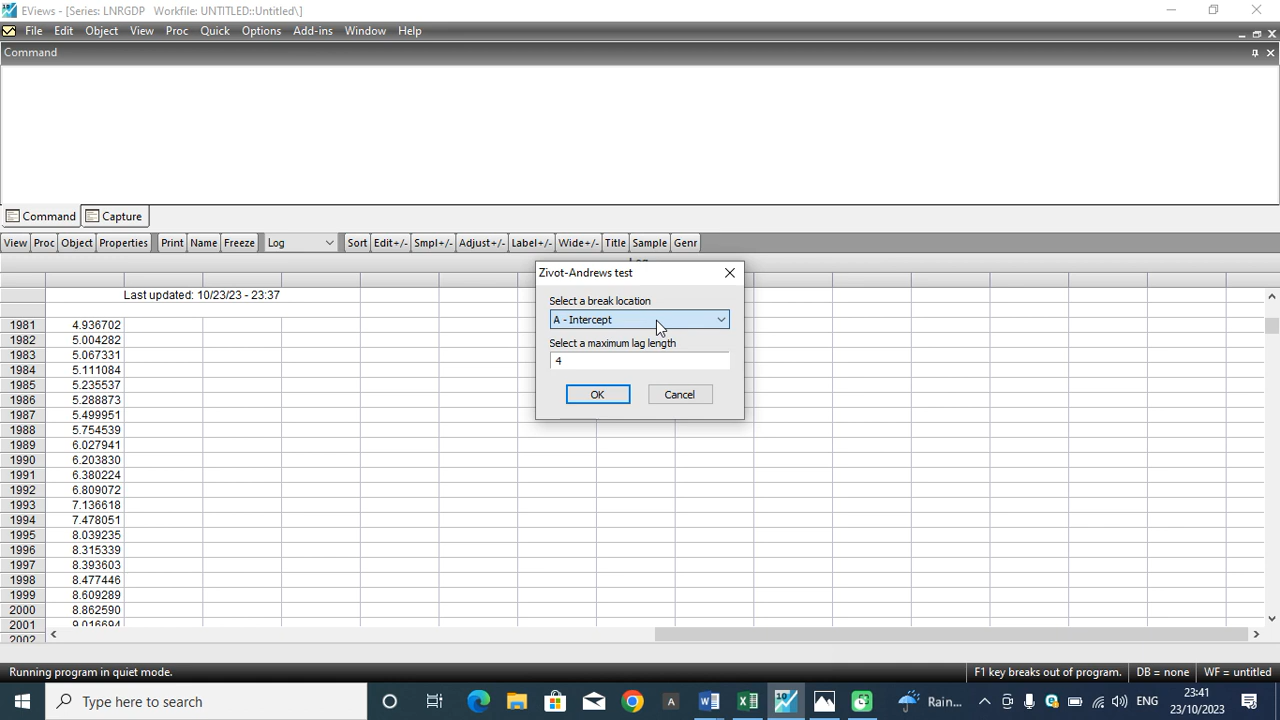 EViews - [Series: LNRGDP Workfile: UNTITLED::Untitled\]
File Edit Object View Proc Quick Options Add-ins Window Help
Command
Command Capture
View Proc Object Properties Print Name Freeze Log Sort Edit+/- Smpl+/- Adjust+/- Label+/- Wide+/- Title Sample Genr
Zivot-Andrews test
Select a break location
A - Intercept
Select a maximum lag length
4
OK Cancel
Last updated: 10/23/23 - 23:37
1981 4.936702
1982 5.004282
1983 5.067331
1984 5.111084
1985 5.235537
1986 5.288873
1987 5.499951
1988 5.754539
1989 6.027941
1990 6.203830
1991 6.380224
1992 6.809072
1993 7.136618
1994 7.478051
1995 8.039235
1996 8.315339
1997 8.393603
1998 8.477446
1999 8.609289
2000 8.862590
2001 9.016694
2002
Running program in quiet mode. F1 key breaks out of program. DB = none WF = untitled
Type here to search
Rain...
ENG
23:41
23/10/2023